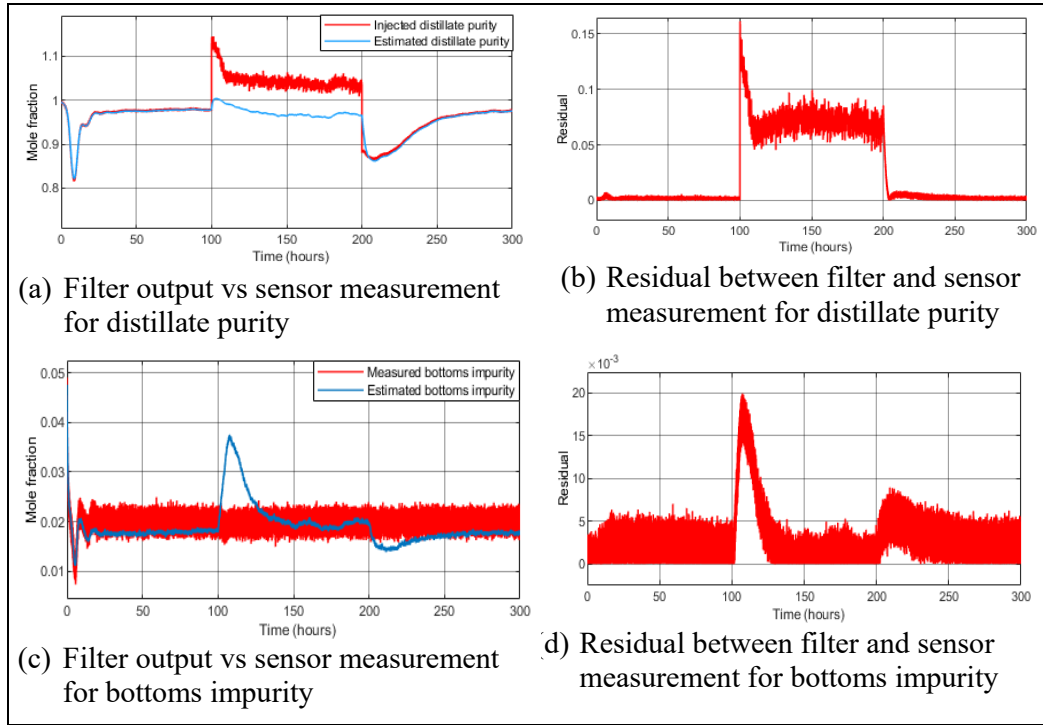 Injected distillate purity
Estimated distillate purity
1.1
1
0.9
0.8
Mole fraction
0 50 100 150 200 250 300
Time (hours)
(a) Filter output vs sensor measurement
for distillate purity
0.15
0.1
0.05
0
Residual
0 50 100 150 200 250 300
Time (hours)
(b) Residual between filter and sensor
measurement for distillate purity
Measured bottoms impurity
Estimated bottoms impurity
0.05
0.04
0.03
0.02
0.01
Mole fraction
0 50 100 150 200 250 300
Time (hours)
(c) Filter output vs sensor measurement
for bottoms impurity
×10⁻³
20
15
10
5
0
Residual
0 50 100 150 200 250 300
Time (hours)
d) Residual between filter and sensor
measurement for bottoms impurity